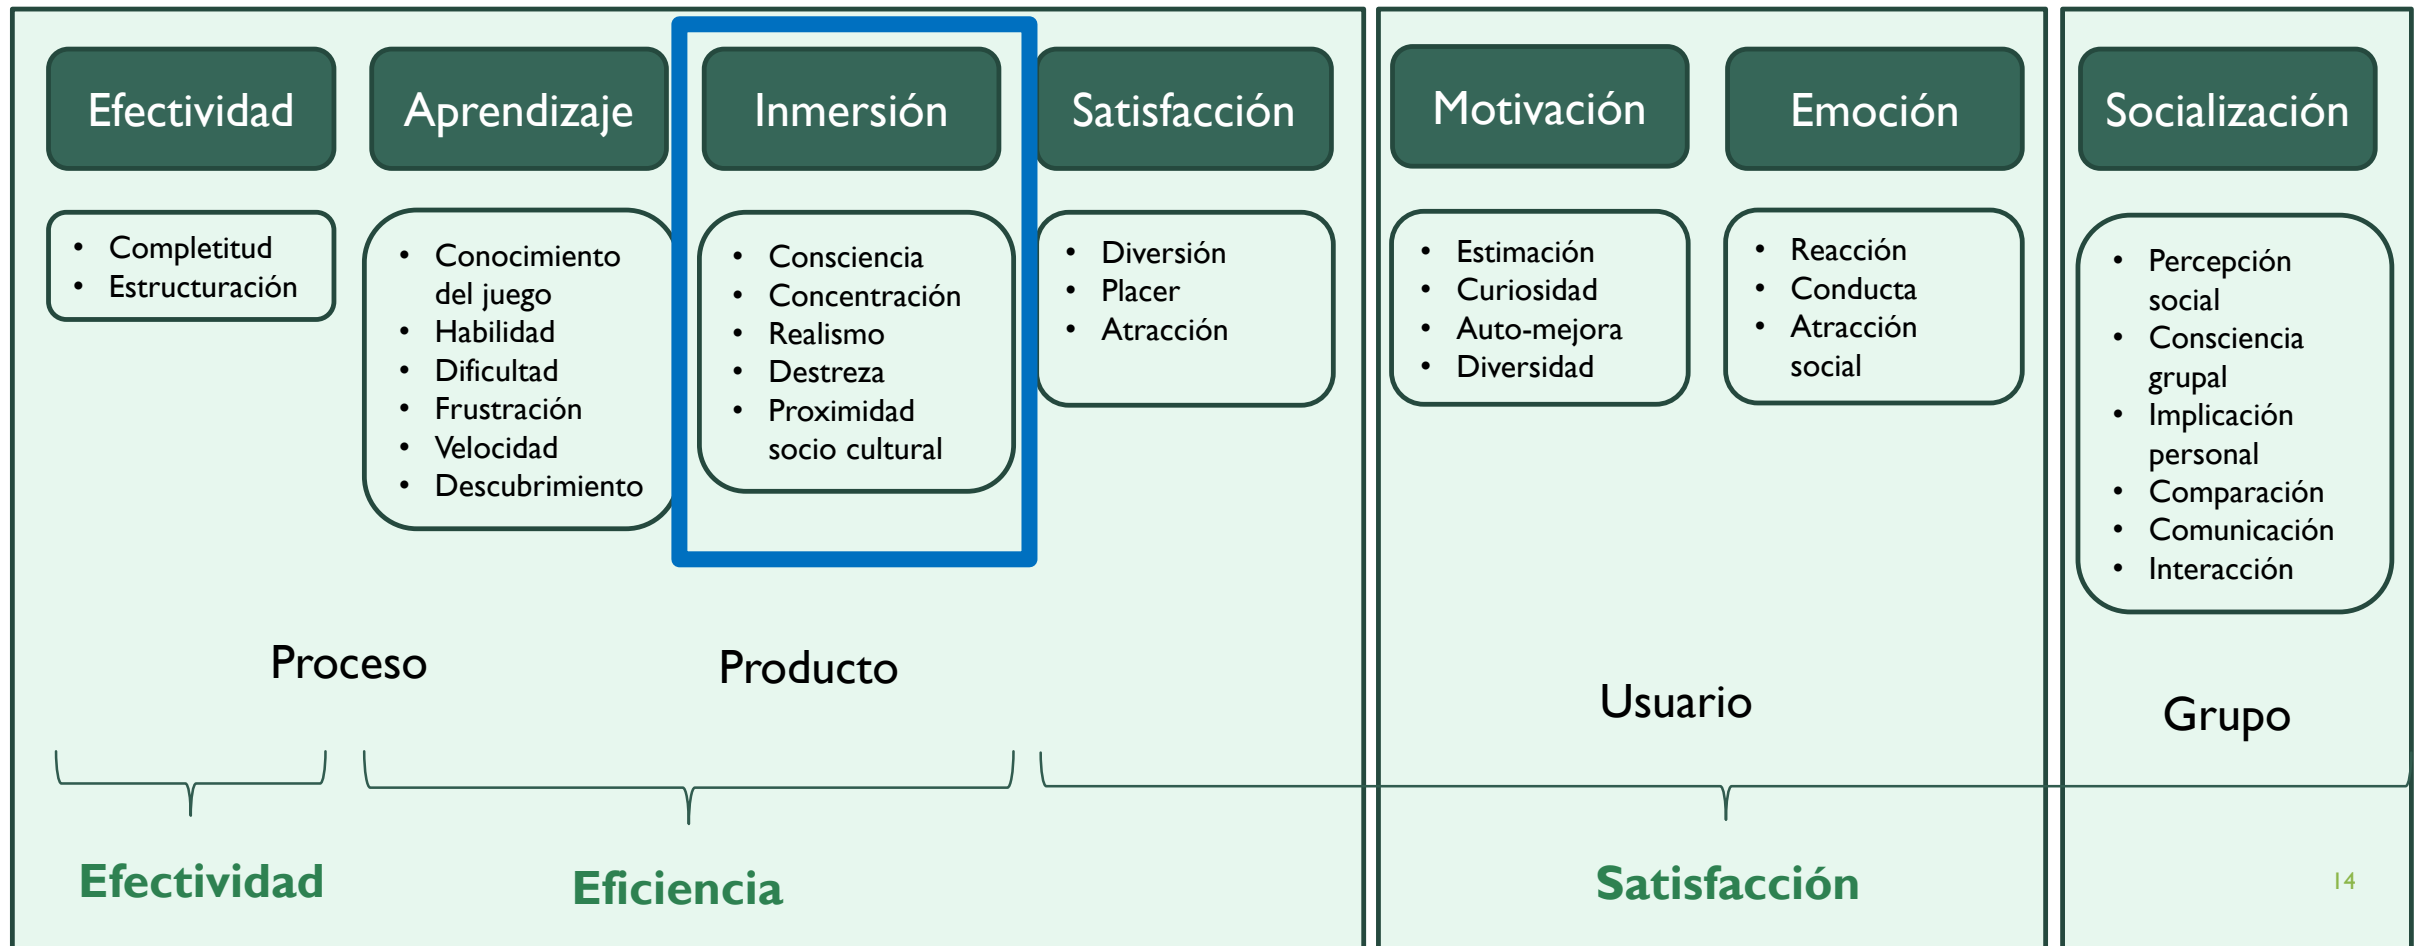 Efectividad
Completitud
Estructuración
Aprendizaje
Conocimiento
del juego
Habilidad
Dificultad
Frustración
Velocidad
Descubrimiento
Inmersión
Consciencia
Concentración
Realismo
Destreza
Proximidad
socio cultural
Satisfacción
Diversión
Placer
Atracción
Motivación
Estimación
Curiosidad
Auto-mejora
Diversidad
Emoción
Reacción
Conducta
Atracción
social
Socialización
Percepción
social
Consciencia
grupal
Implicación
personal
Comparación
Comunicación
Interacción
Proceso
Producto
Usuario
Grupo
Efectividad
Eficiencia
Satisfacción
14